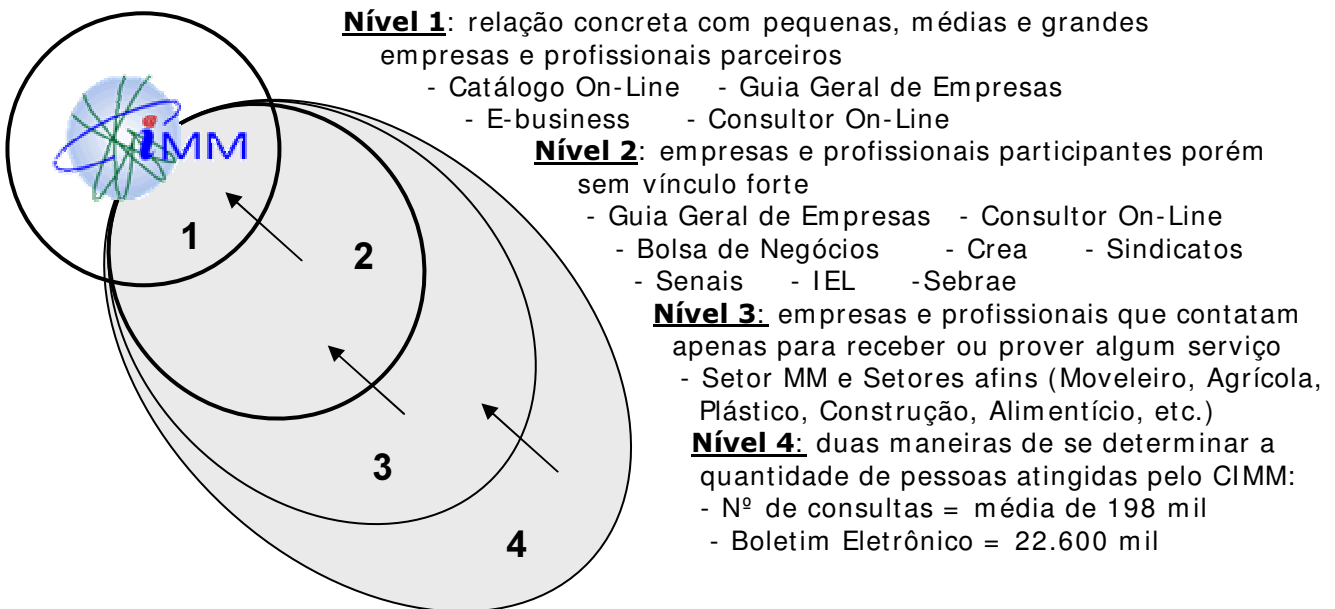 Nível 1: relação concreta com pequenas, médias e grandes
empresas e profissionais parceiros
- Catálogo On-Line - Guia Geral de Empresas
- E-business - Consultor On-Line
Nível 2: empresas e profissionais participantes porém
sem vínculo forte
- Guia Geral de Empresas - Consultor On-Line
- Bolsa de Negócios - Crea - Sindicatos
- Senais - IEL -Sebrae
Nível 3: empresas e profissionais que contatam
apenas para receber ou prover algum serviço
- Setor MM e Setores afins (Moveleiro, Agrícola,
Plástico, Construção, Alimentício, etc.)
Nível 4: duas maneiras de se determinar a
quantidade de pessoas atingidas pelo CIMM:
- Nº de consultas = média de 198 mil
- Boletim Eletrônico = 22.600 mil
iMM
1
2
3
4